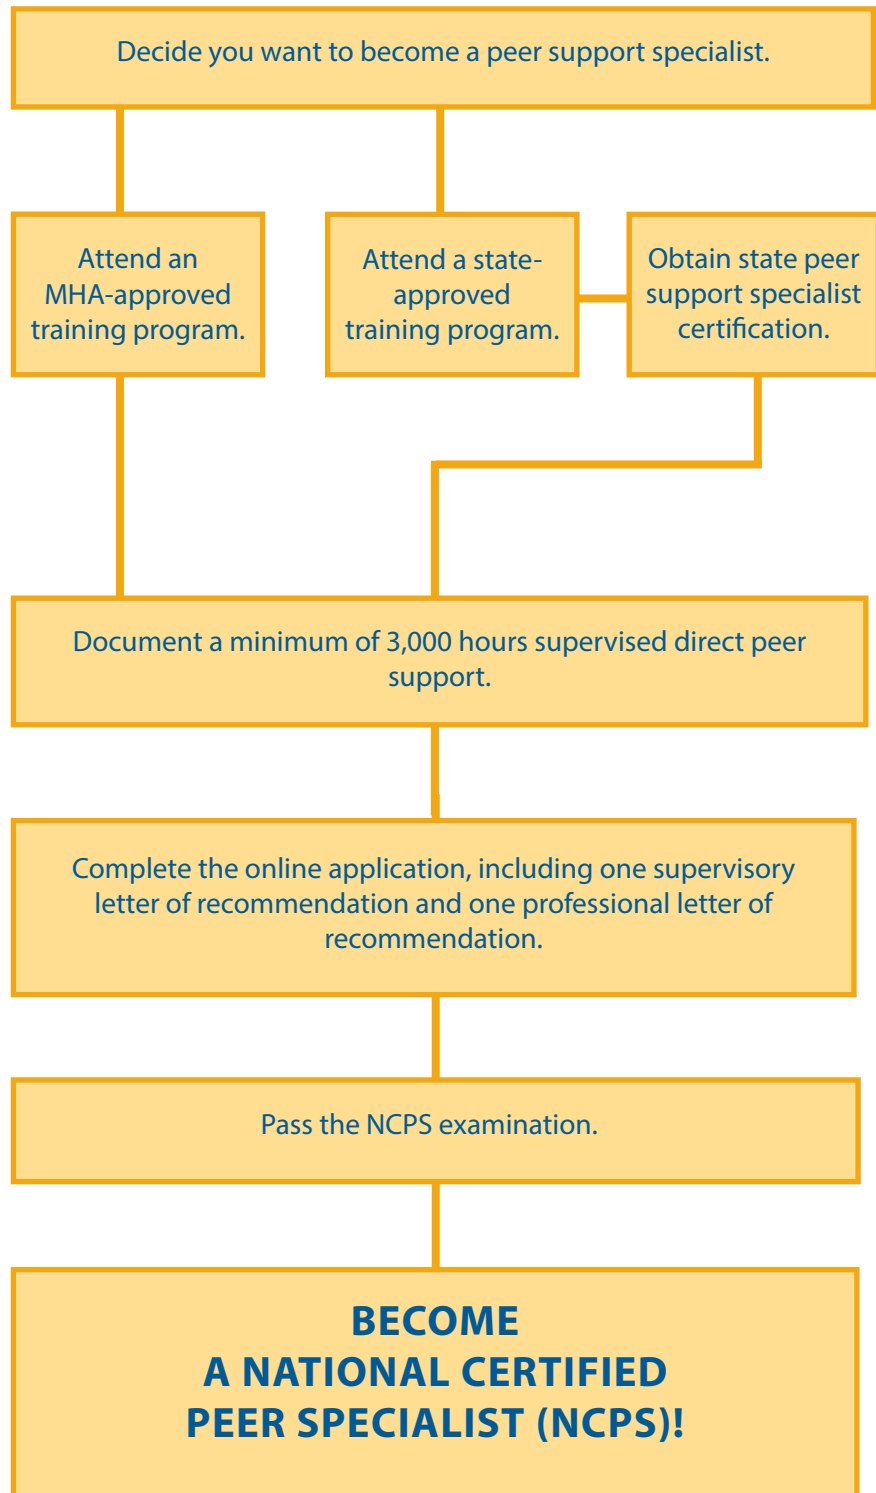 Decide you want to become a peer support specialist.
Attend an
MHA-approved
training program.
Attend a state-
approved
training program.
Obtain state peer
support specialist
certification.
Document a minimum of 3,000 hours supervised direct peer
support.
Complete the online application, including one supervisory
letter of recommendation and one professional letter of
recommendation.
Pass the NCPS examination.
BECOME
A NATIONAL CERTIFIED
PEER SPECIALIST (NCPS)!